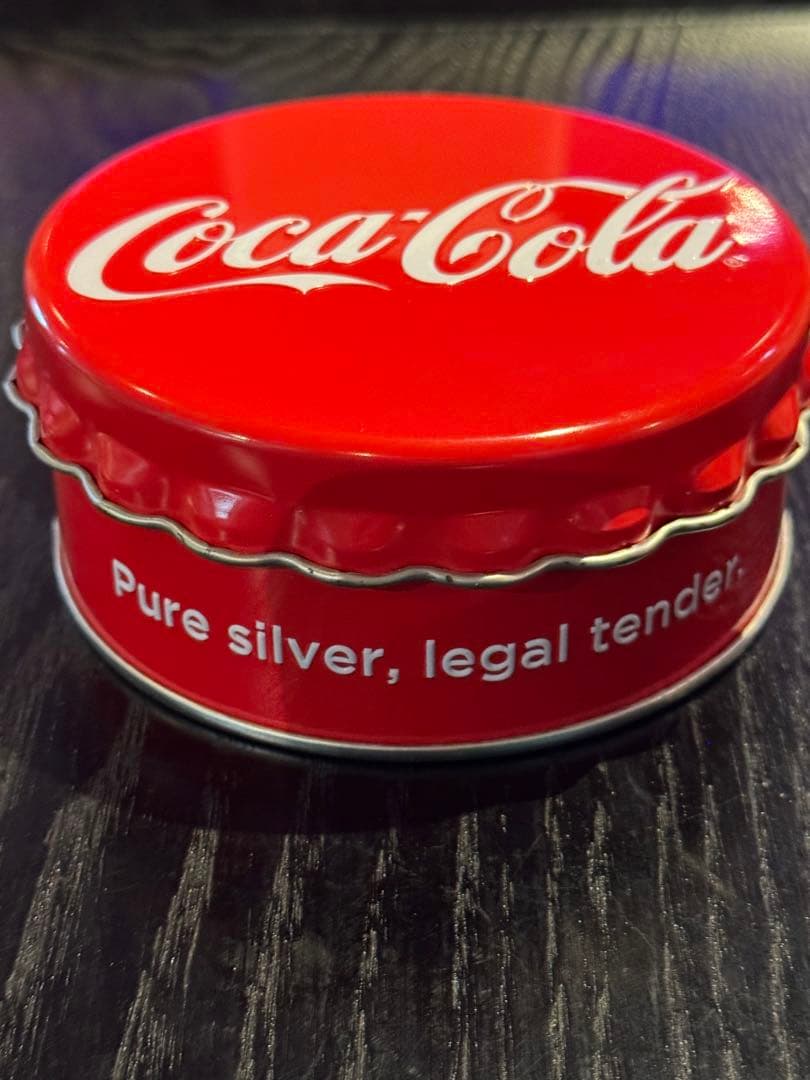 Coca-Cola
Pure silver, legal tender.